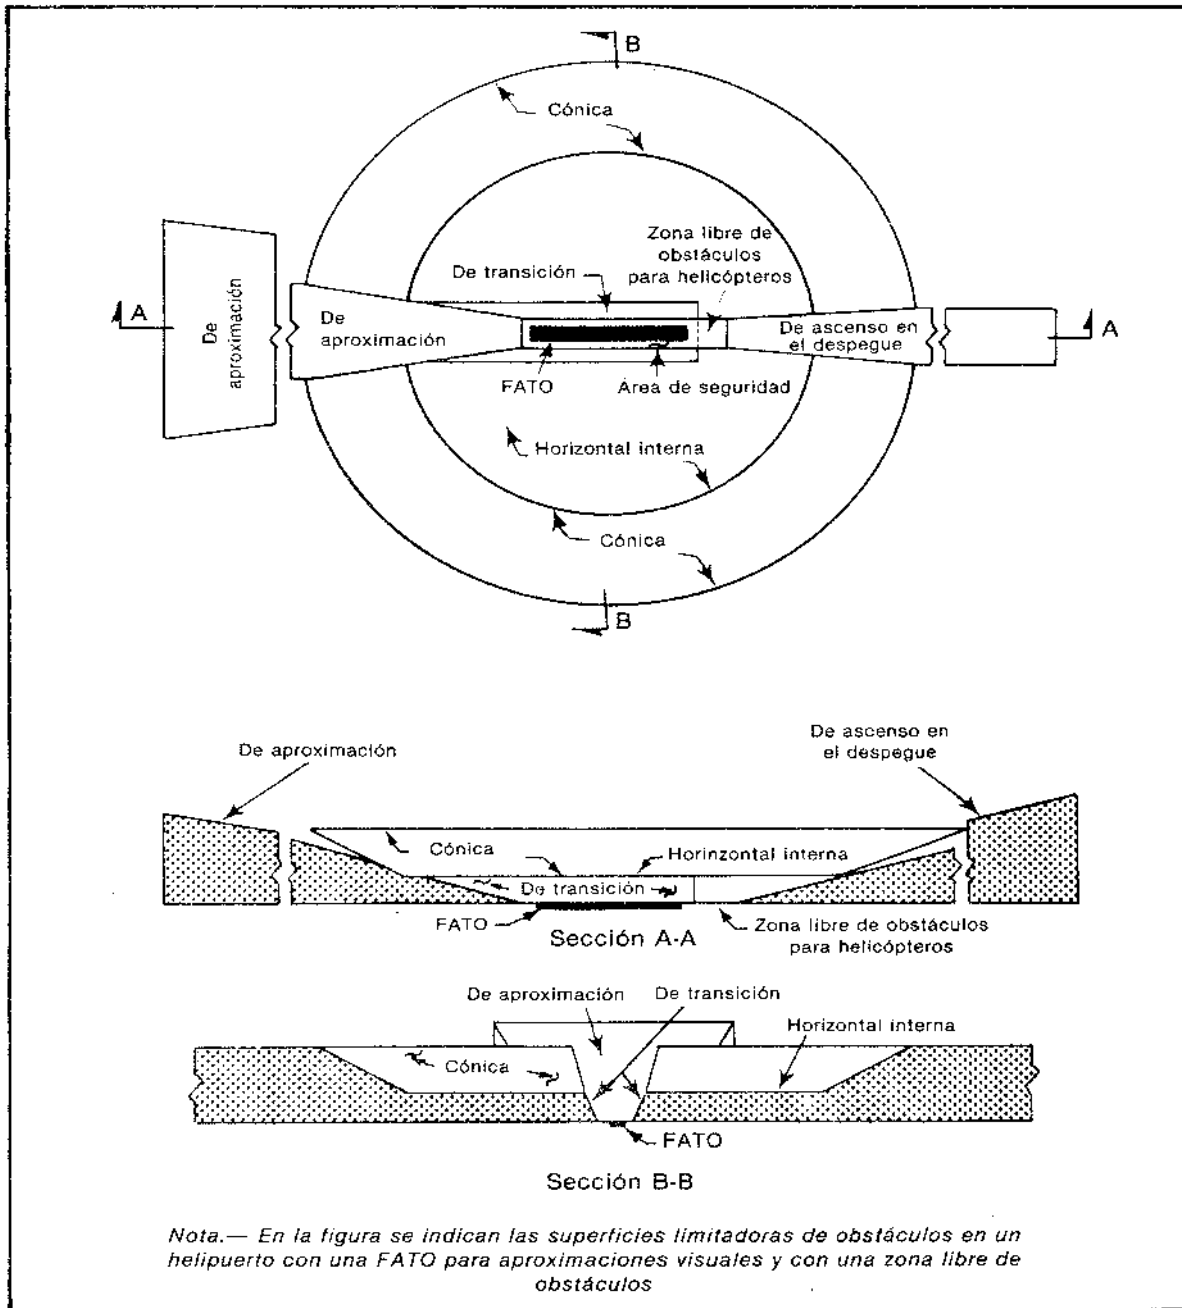 B
Cónica
Zona libre de
obstáculos
para helicópteros
De transición
A
De
aproximación
De
aproximación
De ascenso en
el despegue
A
FATO
Área de seguridad
Horizontal interna
Cónica
B
De ascenso en
el despegue
De aproximación
Cónica
Horinzontal interna
De transición
FATO
Zona libre de obstáculos
para helicópteros
Sección A-A
De aproximación
De transición
Horizontal interna
Cónica
FATO
Sección B-B
Nota.— En la figura se indican las superficies limitadoras de obstáculos en un
helipuerto con una FATO para aproximaciones visuales y con una zona libre de
obstáculos